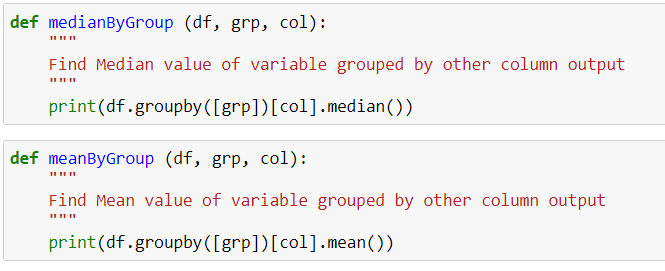 def medianByGroup (df, grp, col):
    """
    Find Median value of variable grouped by other column output
    """
    print(df.groupby([grp])[col].median())
def meanByGroup (df, grp, col):
    """
    Find Mean value of variable grouped by other column output
    """
    print(df.groupby([grp])[col].mean())